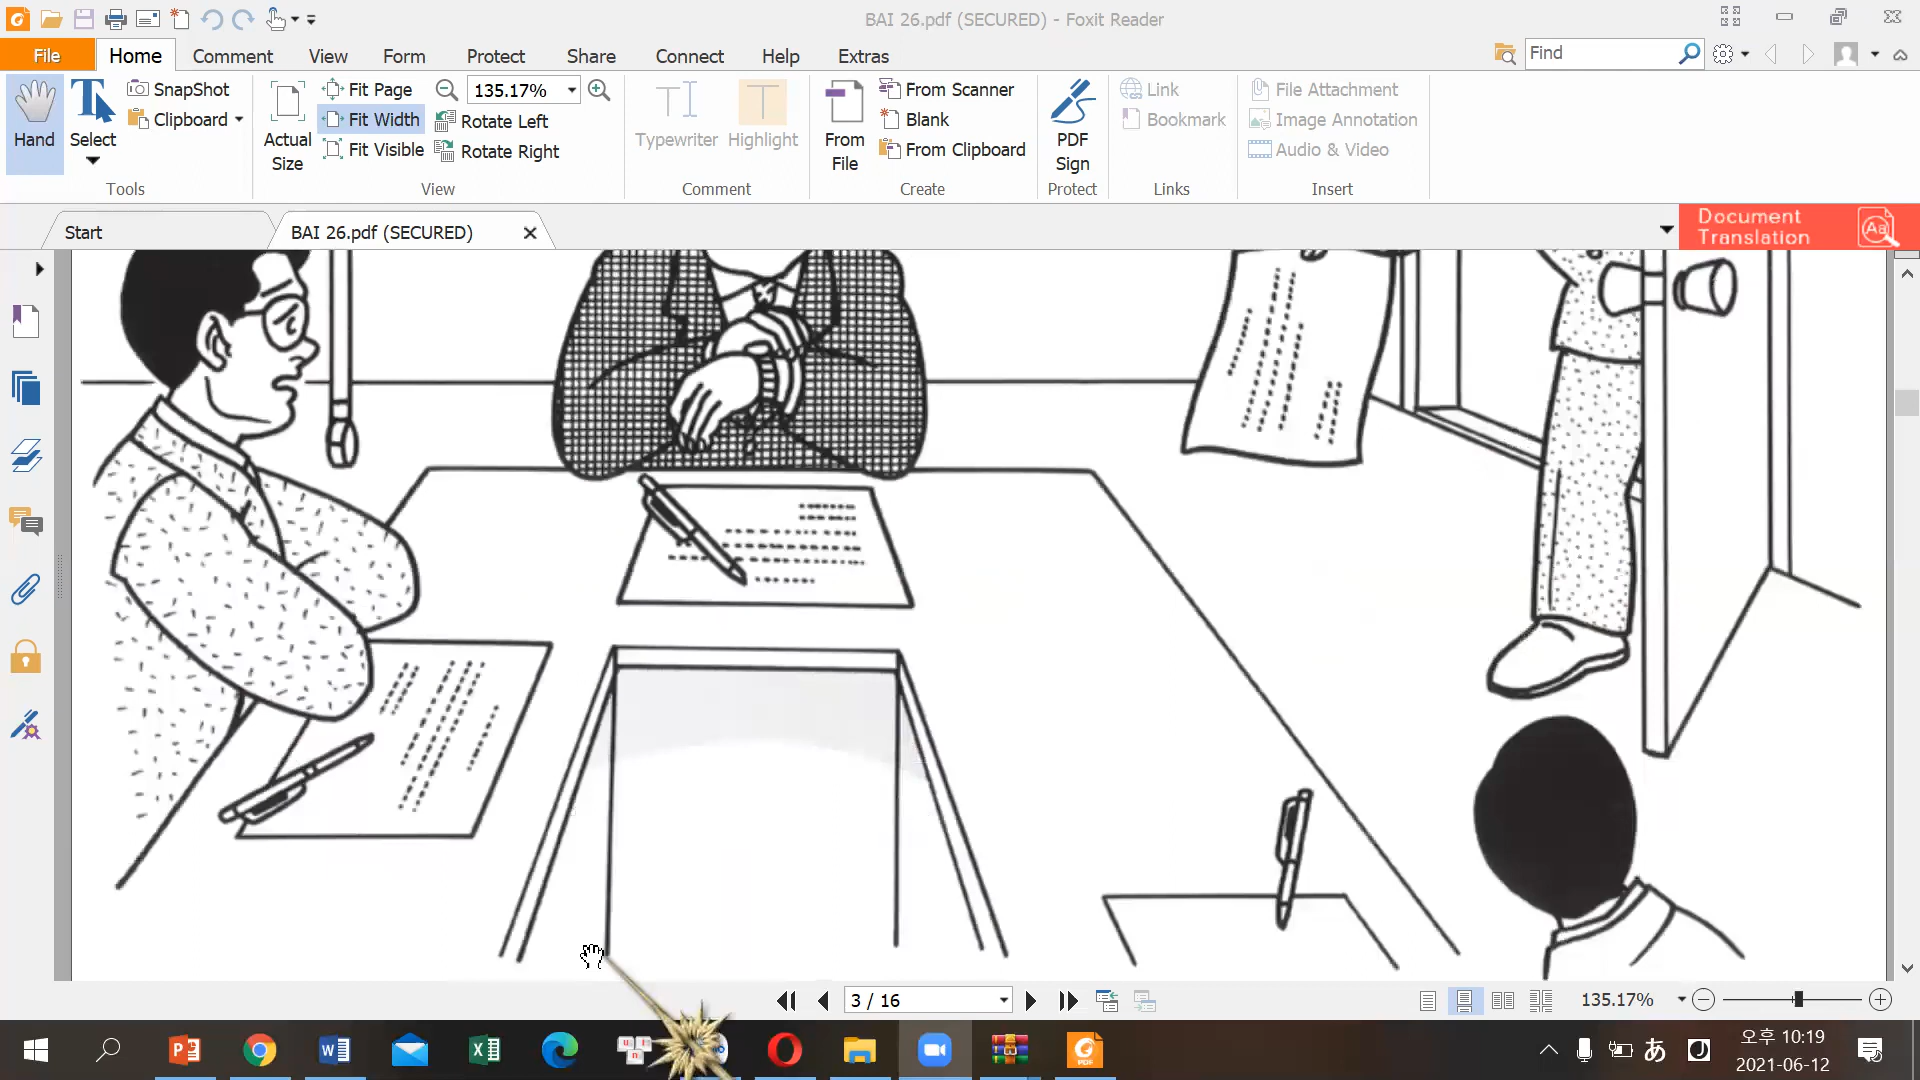 BAI 26.pdf (SECURED) - Foxit Reader
File Home Comment View Form Protect Share Connect Help Extras
Find
Hand
Select
SnapShot
Clipboard
Tools
Actual Size
Fit Page
Fit Width
Fit Visible
135.17%
Rotate Left
Rotate Right
View
Typewriter
Highlight
Comment
From File
From Scanner
Blank
From Clipboard
Create
PDF Sign
Protect
Link
Bookmark
Links
File Attachment
Image Annotation
Audio & Video
Insert
Start
BAI 26.pdf (SECURED)
Document Translation
3 / 16
135.17%
あ
오후 10:19
2021-06-12